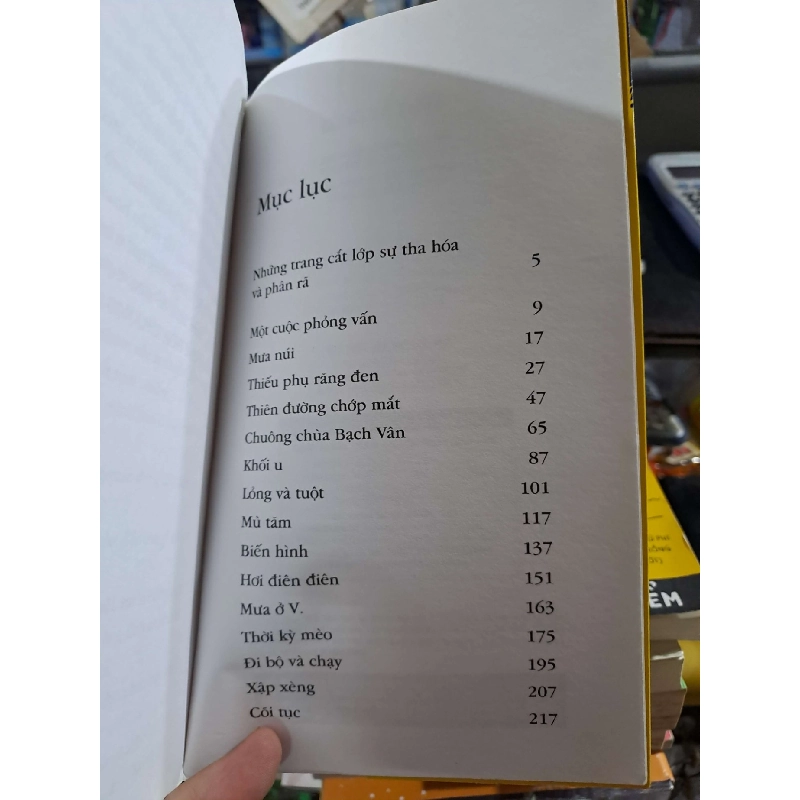 Mục lục
Những trang cắt lớp sự tha hóa
và phân rã 5
Một cuộc phỏng vấn 9
Mưa núi 17
Thiếu phụ răng đen 27
Thiên đường chớp mắt 47
Chuông chùa Bạch Vân 65
Khối u 87
Lỏng và tuột 101
Mù tăm 117
Biến hình 137
Hơi điên điên 151
Mưa ở V. 163
Thời kỳ mèo 175
Đi bộ và chạy 195
Xập xèng 207
Cõi tục 217
EM